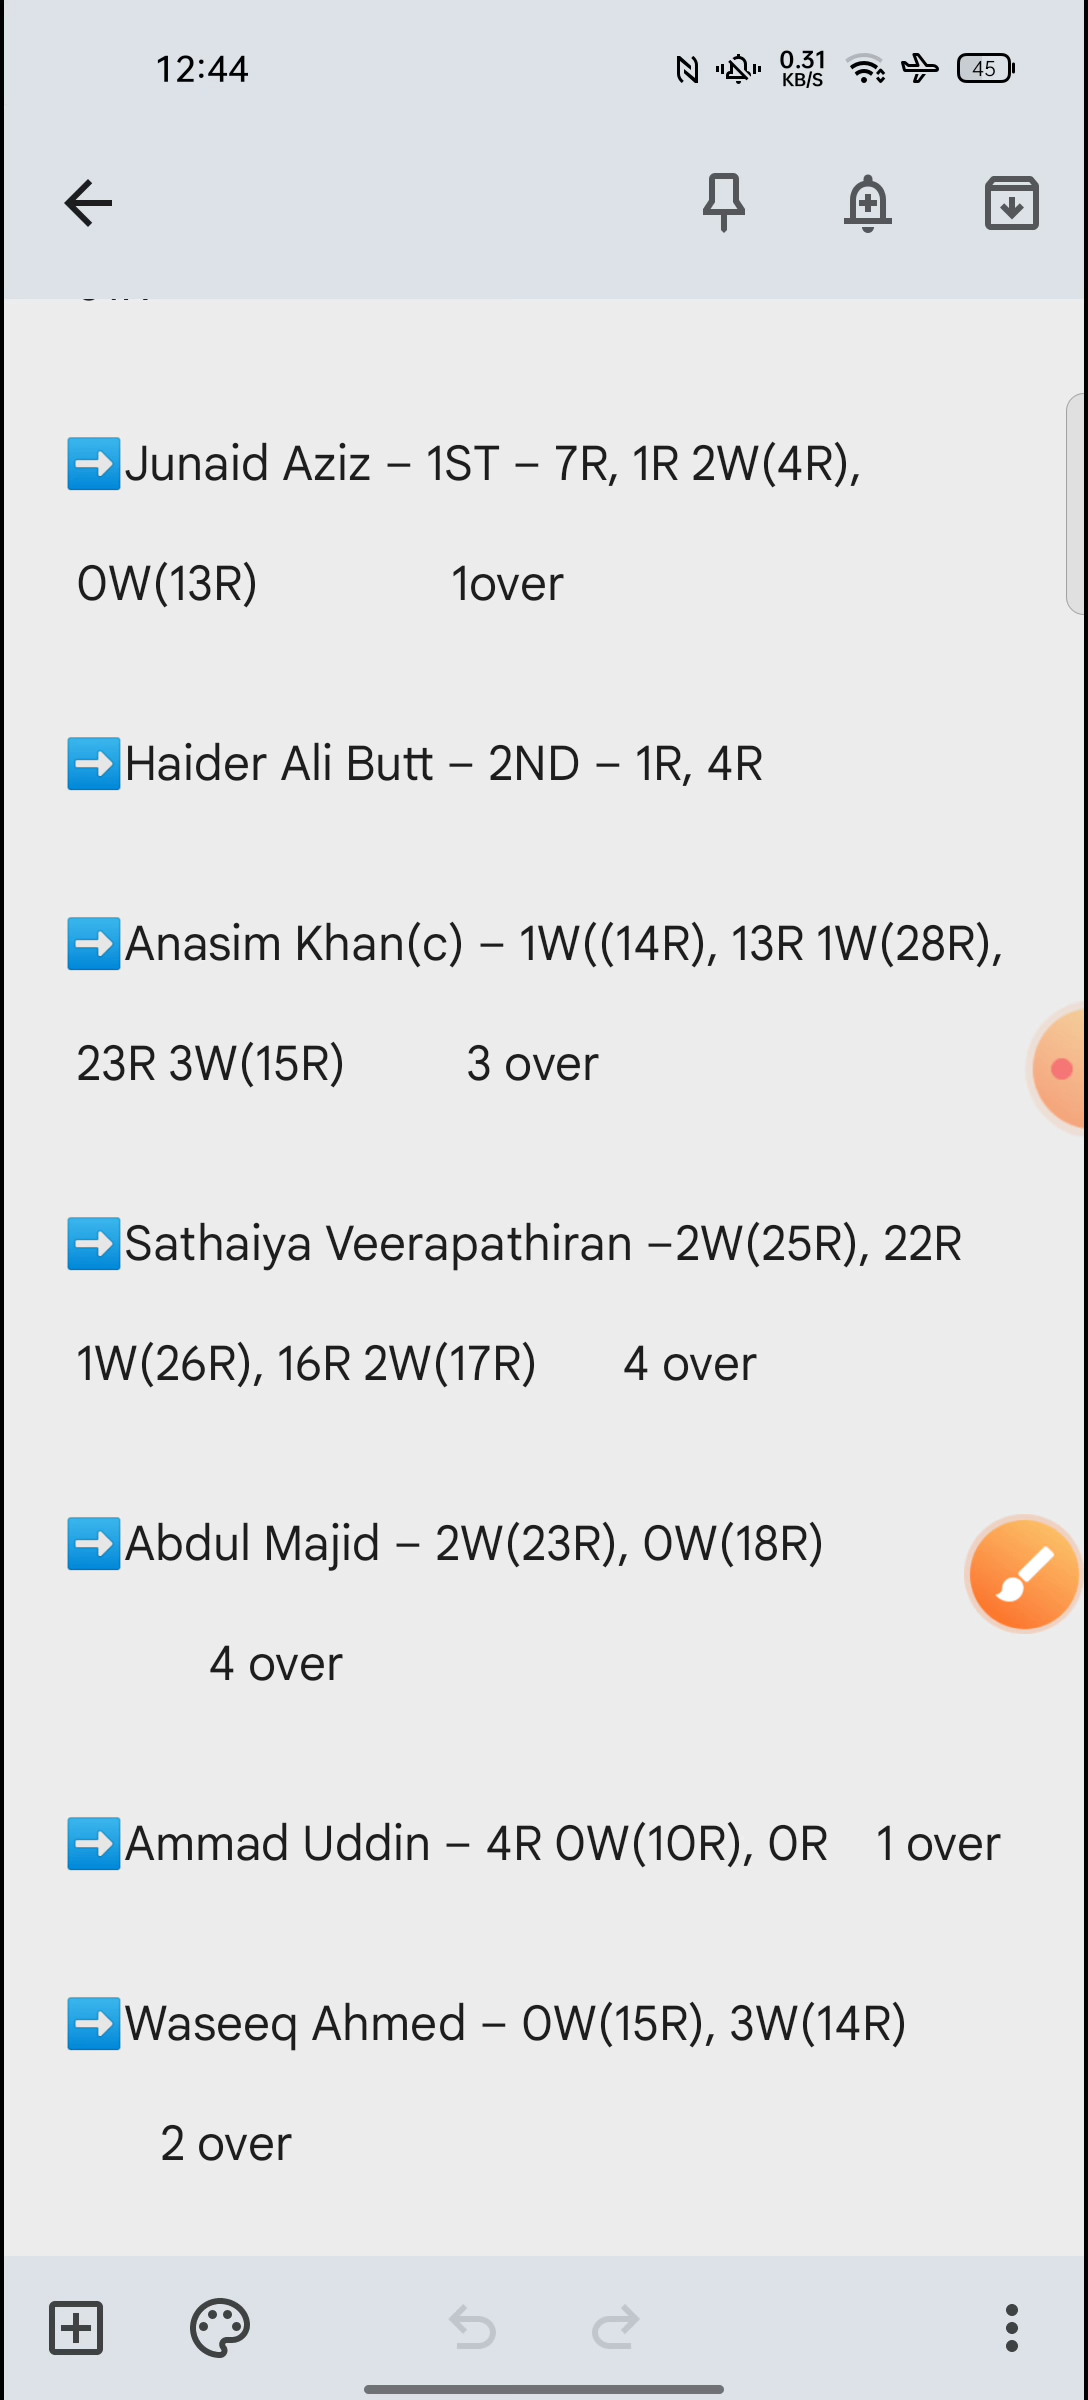 12:44
0.31
KB/S
45
➡️Junaid Aziz – 1ST – 7R, 1R 2W(4R),
0W(13R) 1over
➡️Haider Ali Butt – 2ND – 1R, 4R
➡️Anasim Khan(c) – 1W((14R), 13R 1W(28R),
23R 3W(15R) 3 over
➡️Sathaiya Veerapathiran –2W(25R), 22R
1W(26R), 16R 2W(17R) 4 over
➡️Abdul Majid – 2W(23R), 0W(18R)
4 over
➡️Ammad Uddin – 4R 0W(10R), 0R 1 over
➡️Waseeq Ahmed – 0W(15R), 3W(14R)
2 over